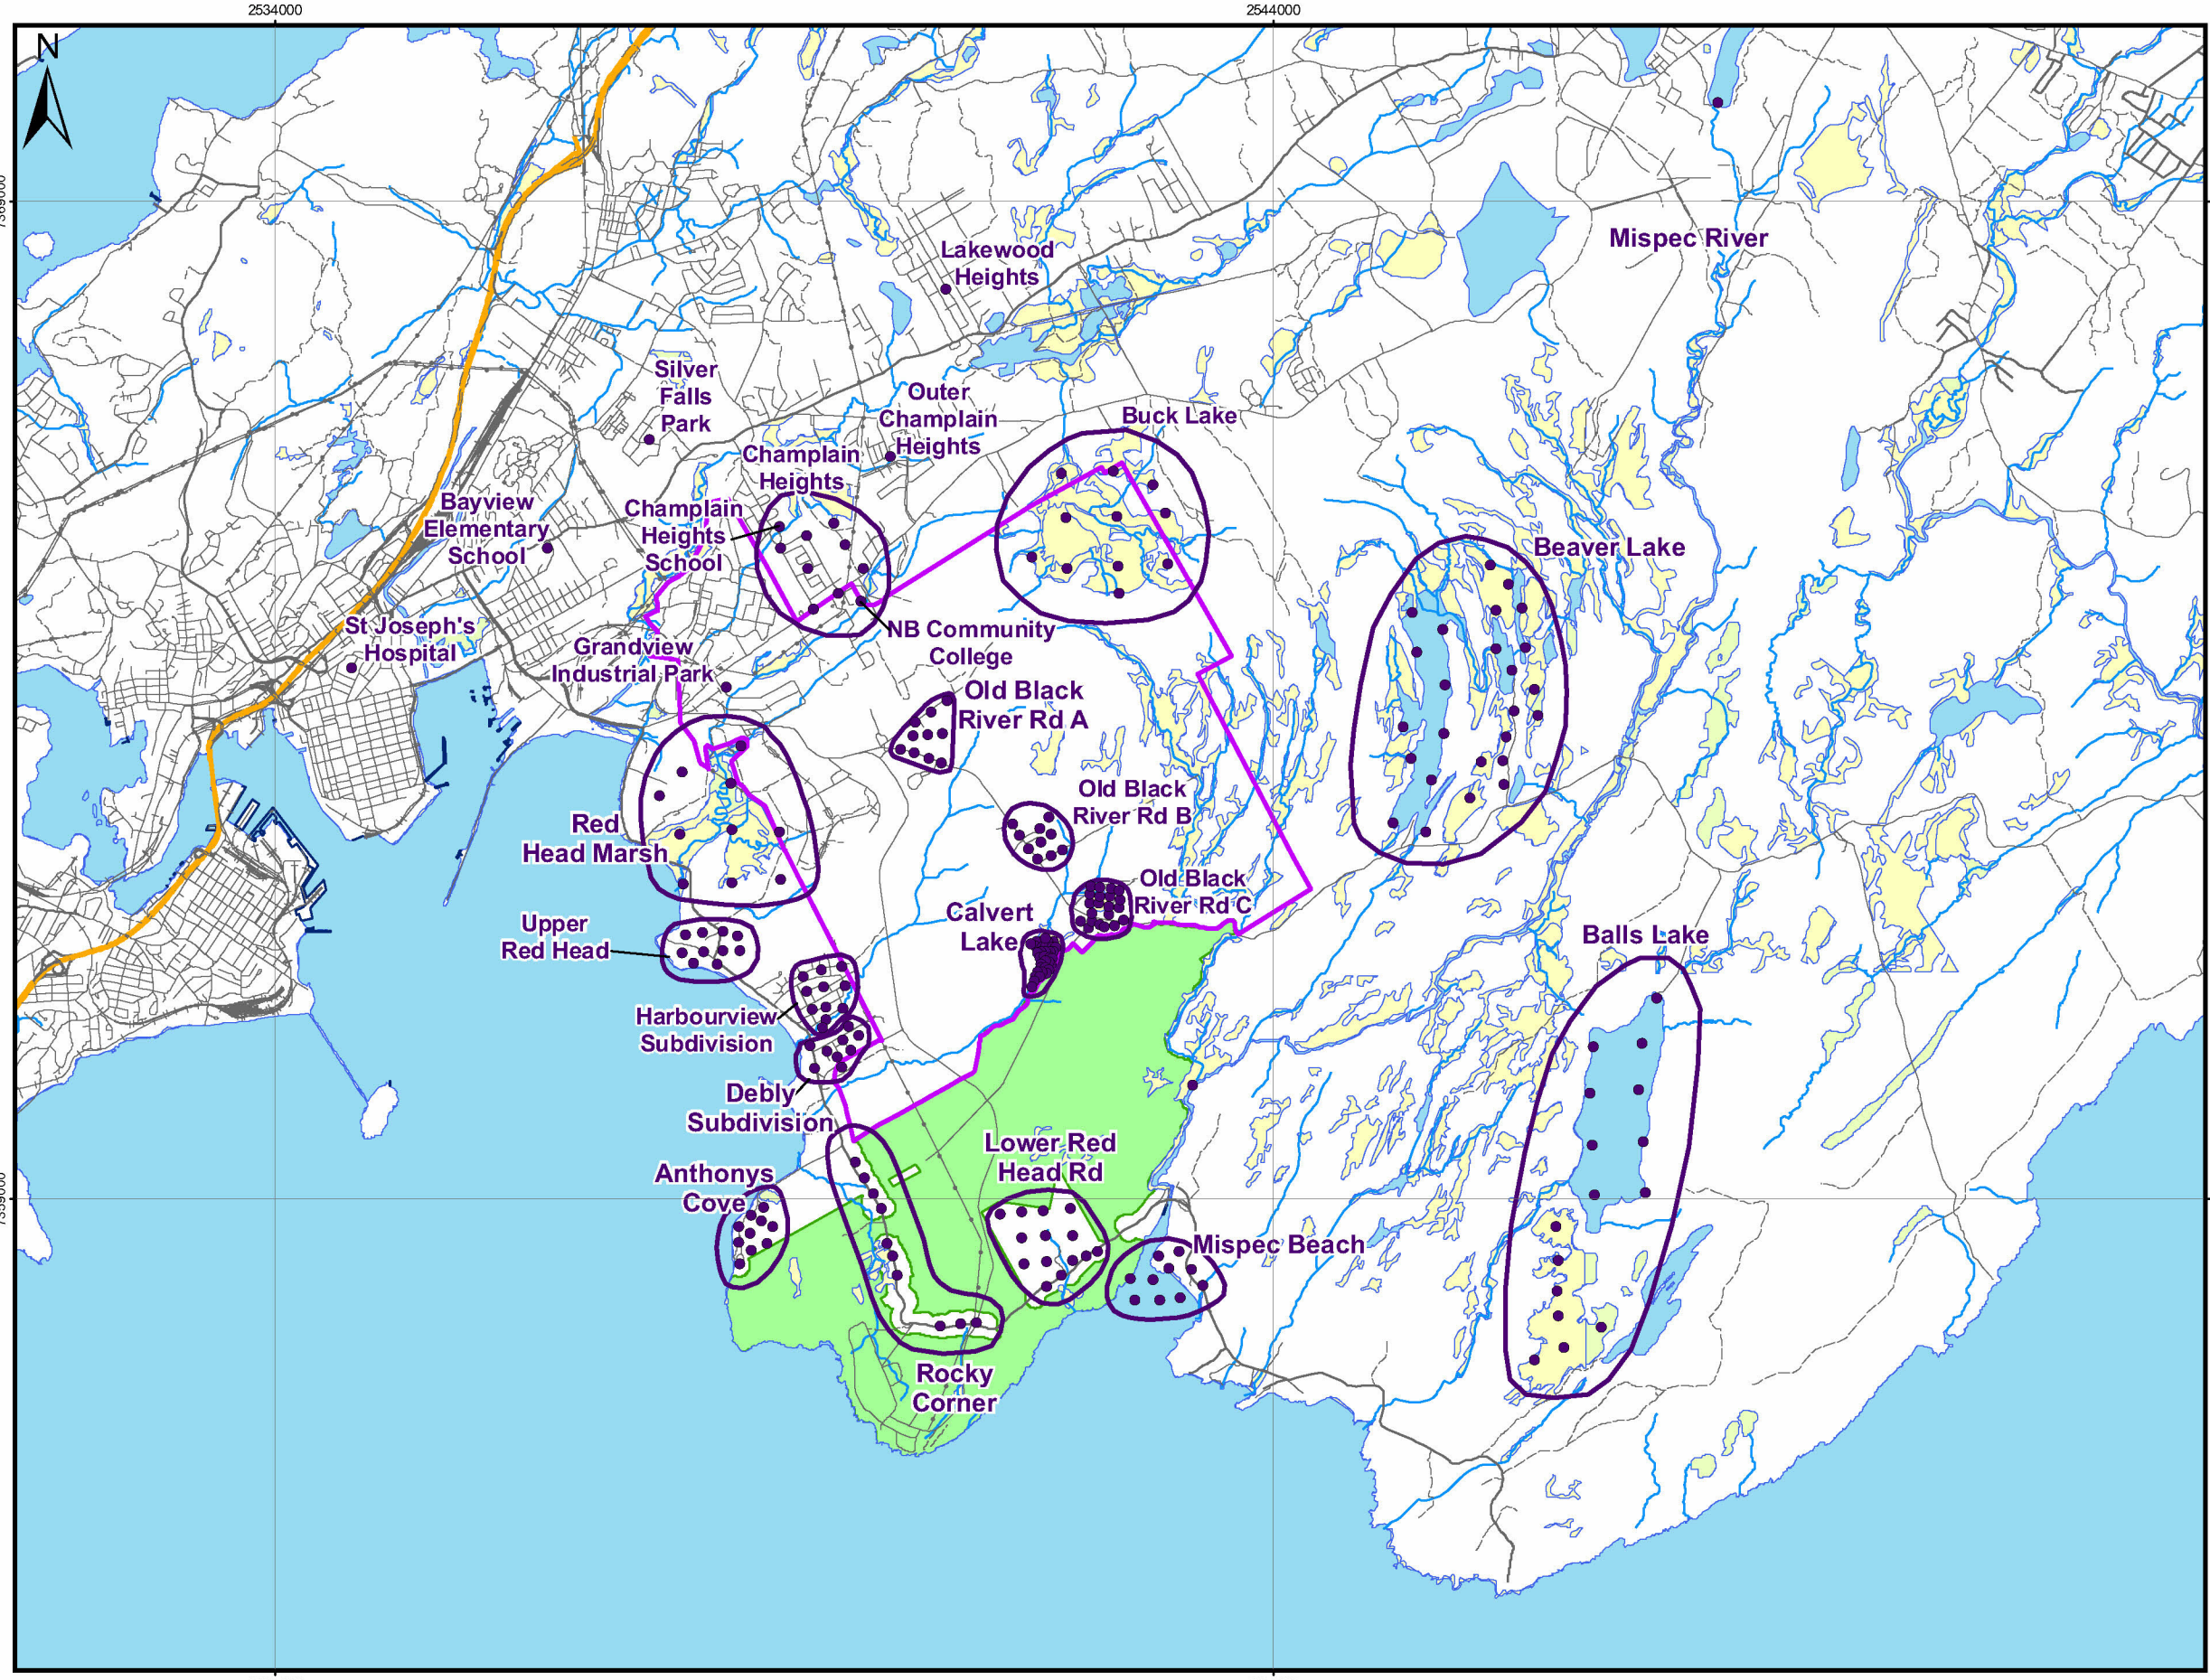 2534000
2544000
N
Mispec River
Lakewood
Heights
Silver
Falls
Park
Outer
Champlain
Heights
Buck Lake
Champlain
Heights
Bayview
Elementary
School
Champlain
Heights
School
Beaver Lake
St Joseph's
Hospital
NB Community
College
Grandview
Industrial Park
Old Black
River Rd A
Old Black
River Rd B
Red
Head Marsh
Old Black
River Rd C
Calvert
Lake
Upper
Red Head
Balls Lake
Harbourview
Subdivision
Debly
Subdivision
Lower Red
Head Rd
Anthonys
Cove
Mispec Beach
Rocky
Corner